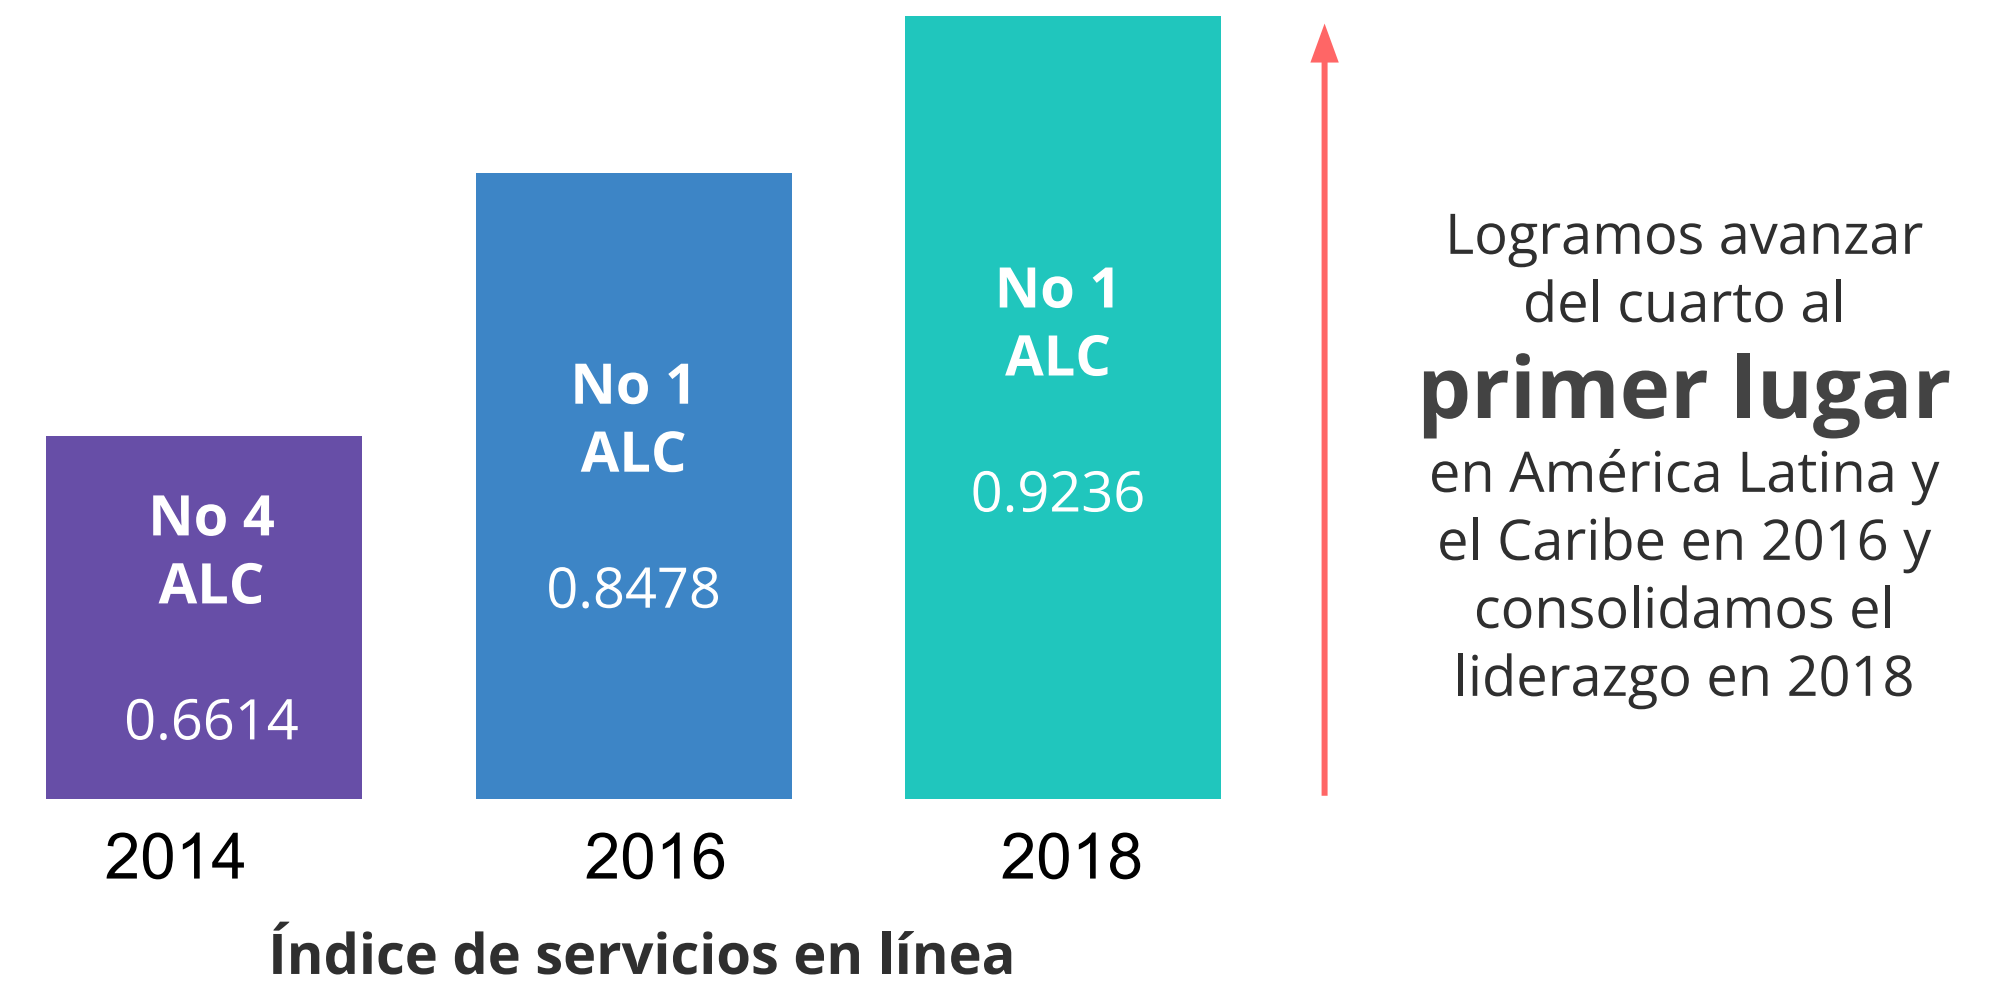 No 4
ALC
0.6614
2014
No 1
ALC
0.8478
2016
No 1
ALC
0.9236
2018
Índice de servicios en línea
Logramos avanzar
del cuarto al
primer lugar
en América Latina y
el Caribe en 2016 y
consolidamos el
liderazgo en 2018